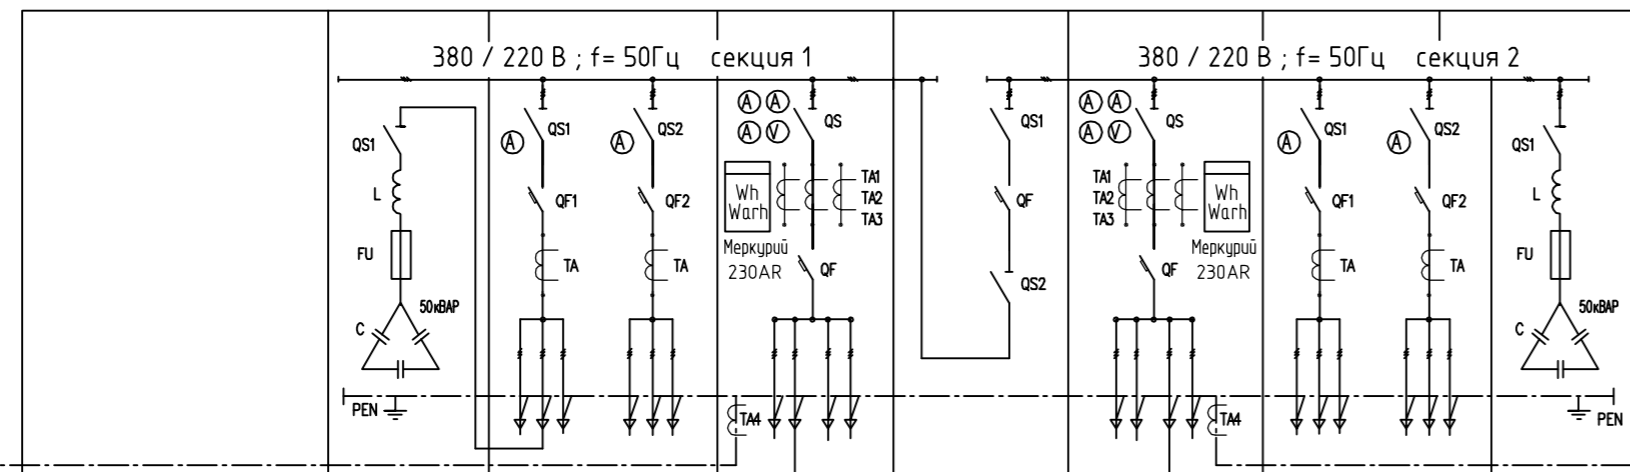 380 / 220 В ; f= 50Гц секция 1
380 / 220 В ; f= 50Гц секция 2
QS1
L
FU
50кВАР
C
PEN
A
QS1
QF1
TA
A
QS2
QF2
TA
A A
A V
QS
Wh
Warh
TA1
TA2
TA3
Меркурий
230AR
QF
TA4
QS1
QF
QS2
A A
A V
QS
TA1
TA2
TA3
Wh
Warh
Меркурий
230AR
QF
TA4
A
QS1
QF1
TA
A
QS2
QF2
TA
QS1
L
FU
50кВАР
C
PEN